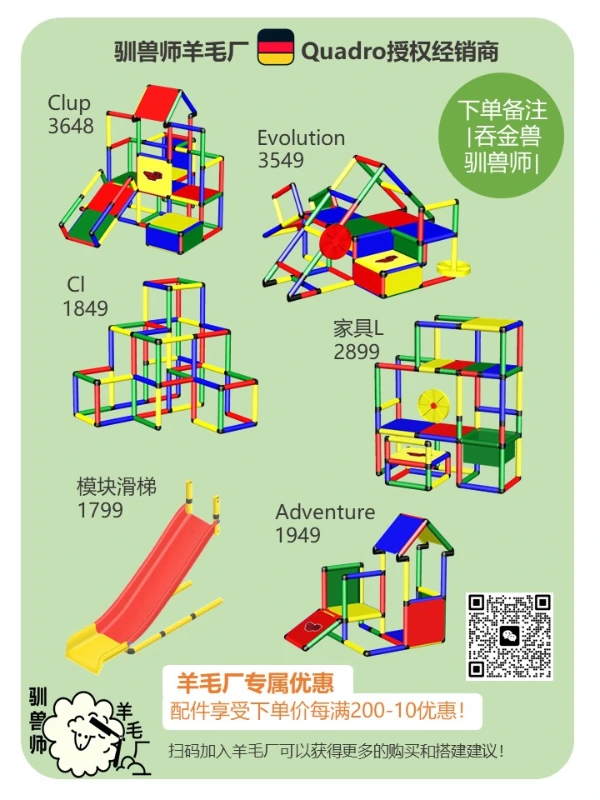 驯兽师羊毛厂 Quadro授权经销商
Clup
3648
下单备注
|吞金兽
驯兽师|
Evolution
3549
Cl
1849
家具L
2899
模块滑梯
1799
Adventure
1949
羊毛厂专属优惠
配件享受下单价每满200-10优惠!
驯兽师
羊毛厂
扫码加入羊毛厂可以获得更多的购买和搭建建议!